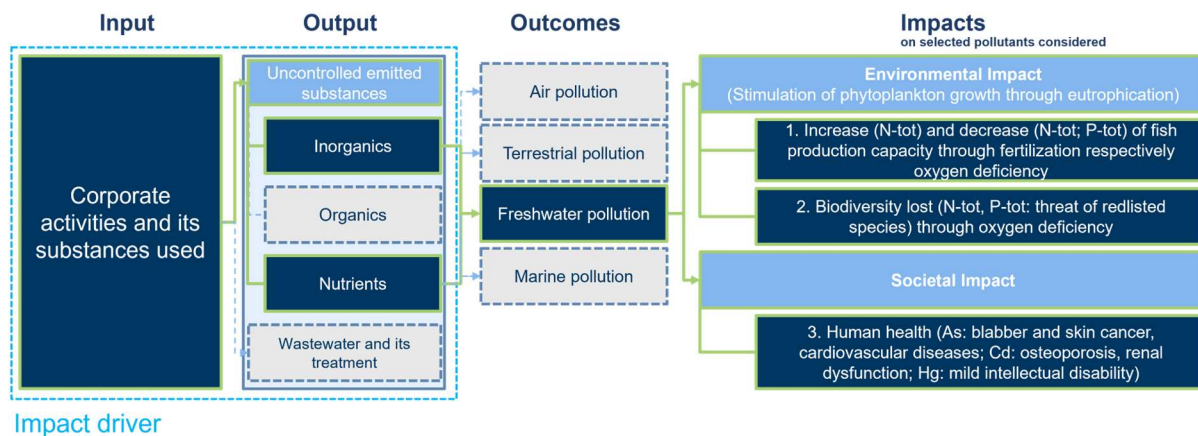 Input
Output
Outcomes
Impacts
on selected pollutants considered
Corporate
activities and its
substances used
Uncontrolled emitted
substances
Inorganics
Organics
Nutrients
Wastewater and its
treatment
Air pollution
Terrestrial pollution
Freshwater pollution
Marine pollution
Environmental Impact
(Stimulation of phytoplankton growth through eutrophication)
1. Increase (N-tot) and decrease (N-tot; P-tot) of fish
production capacity through fertilization respectively
oxygen deficiency
2. Biodiversity lost (N-tot, P-tot: threat of redlisted
species) through oxygen deficiency
Societal Impact
3. Human health (As: blabber and skin cancer,
cardiovascular diseases; Cd: osteoporosis, renal
dysfunction; Hg: mild intellectual disability)
Impact driver